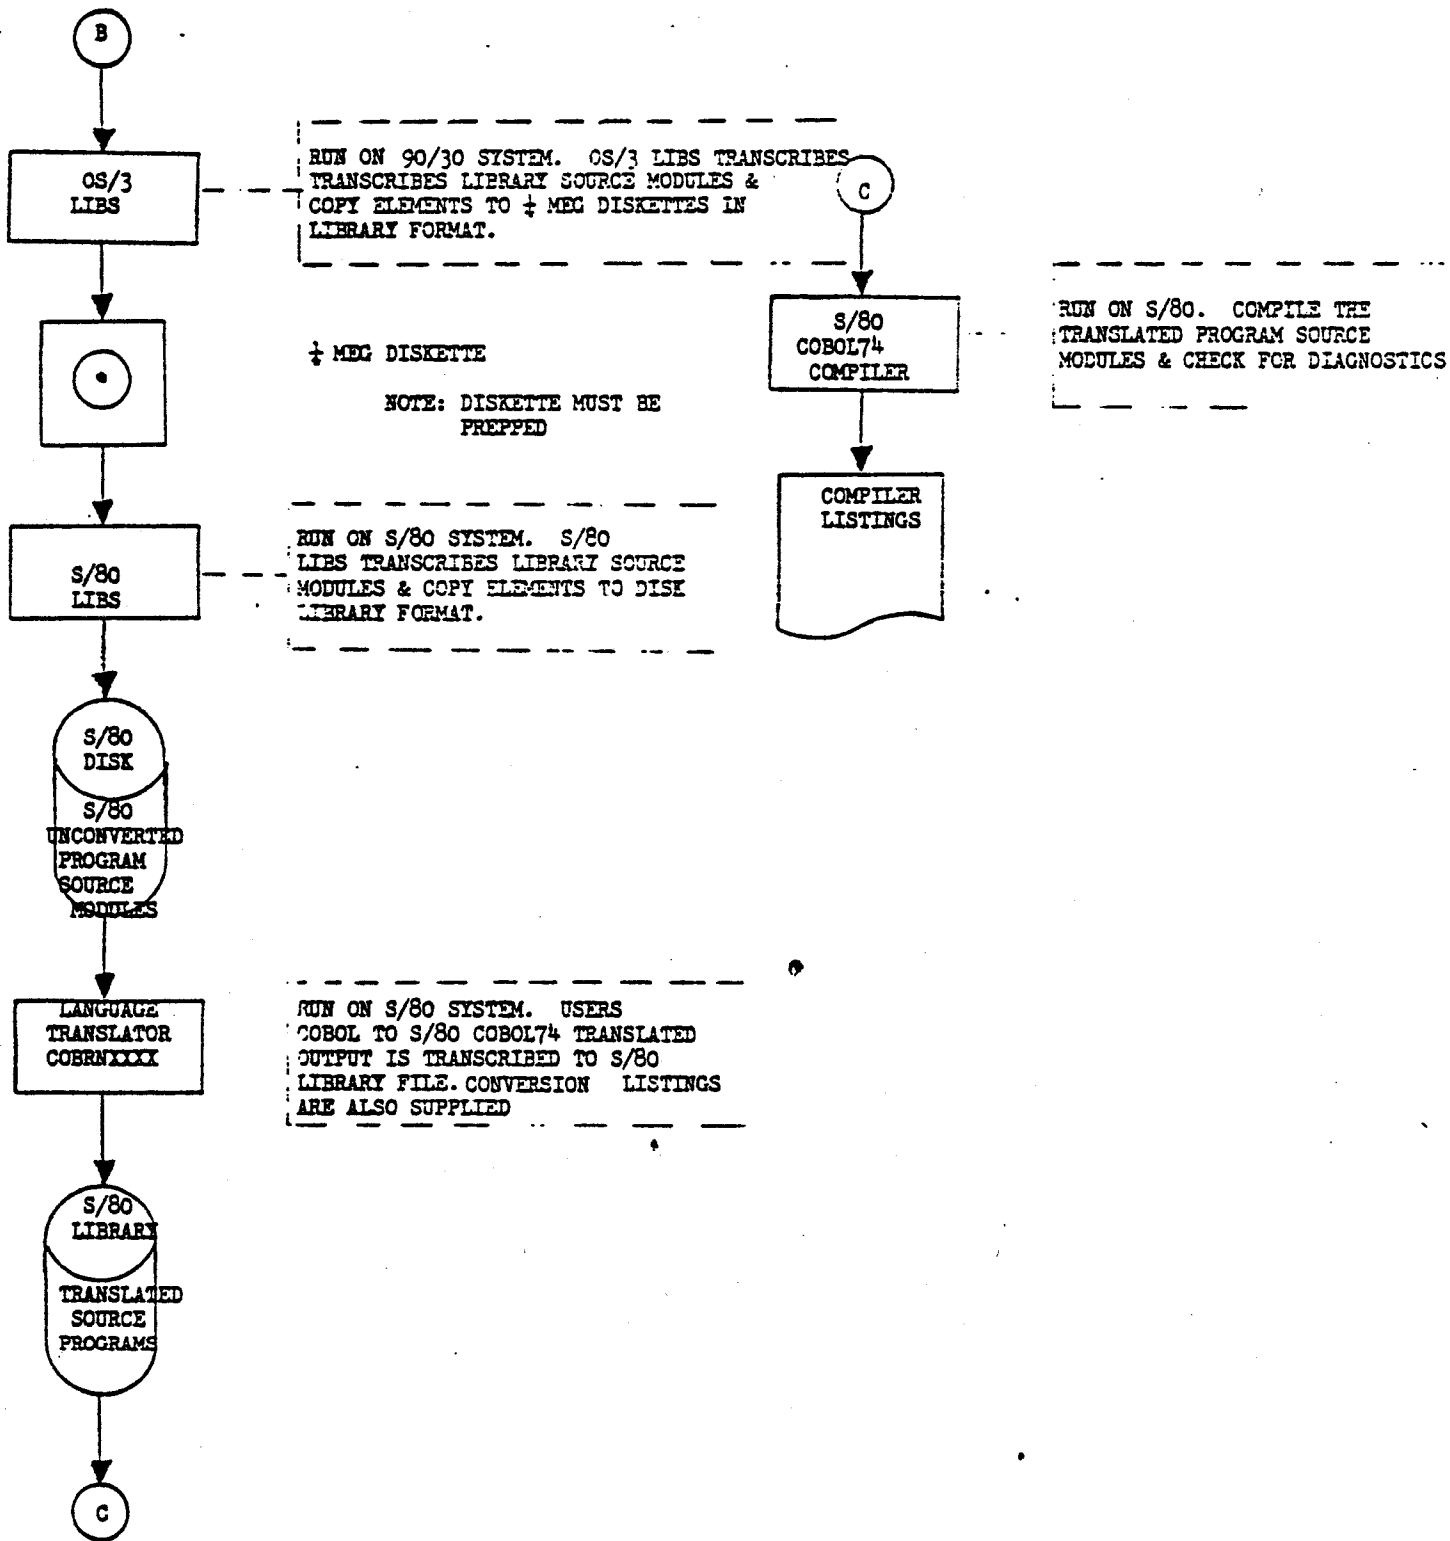 B
OS/3
LIBS
RUN ON 90/30 SYSTEM. OS/3 LIBS TRANSCRIBES
TRANSCRIBES LIBRARY SOURCE MODULES &
COPY ELEMENTS TO ¼ MEG DISKETTES IN
LIBRARY FORMAT.
¼ MEG DISKETTE
NOTE: DISKETTE MUST BE
PREPPED
S/80
LIBS
RUN ON S/80 SYSTEM. S/80
LIBS TRANSCRIBES LIBRARY SOURCE
MODULES & COPY ELEMENTS TO DISK
LIBRARY FORMAT.
S/80
DISK
S/80
UNCONVERTED
PROGRAM
SOURCE
MODULES
LANGUAGE
TRANSLATOR
COBRNXXXX
RUN ON S/80 SYSTEM. USERS
COBOL TO S/80 COBOL74 TRANSLATED
OUTPUT IS TRANSCRIBED TO S/80
LIBRARY FILE. CONVERSION LISTINGS
ARE ALSO SUPPLIED
S/80
LIBRARY
TRANSLATED
SOURCE
PROGRAMS
C
C
S/80
COBOL74
COMPILER
RUN ON S/80. COMPILE THE
TRANSLATED PROGRAM SOURCE
MODULES & CHECK FOR DIAGNOSTICS
COMPILER
LISTINGS